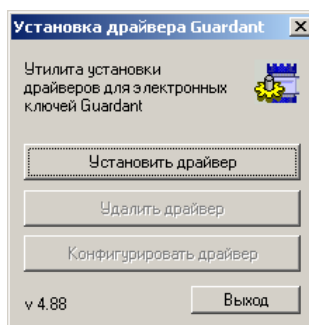 Установка драйвера Guardant
Утилита установки
драйверов для электронных
ключей Guardant
Установить драйвер
Удалить драйвер
Конфигурировать драйвер
v 4.88
Выход